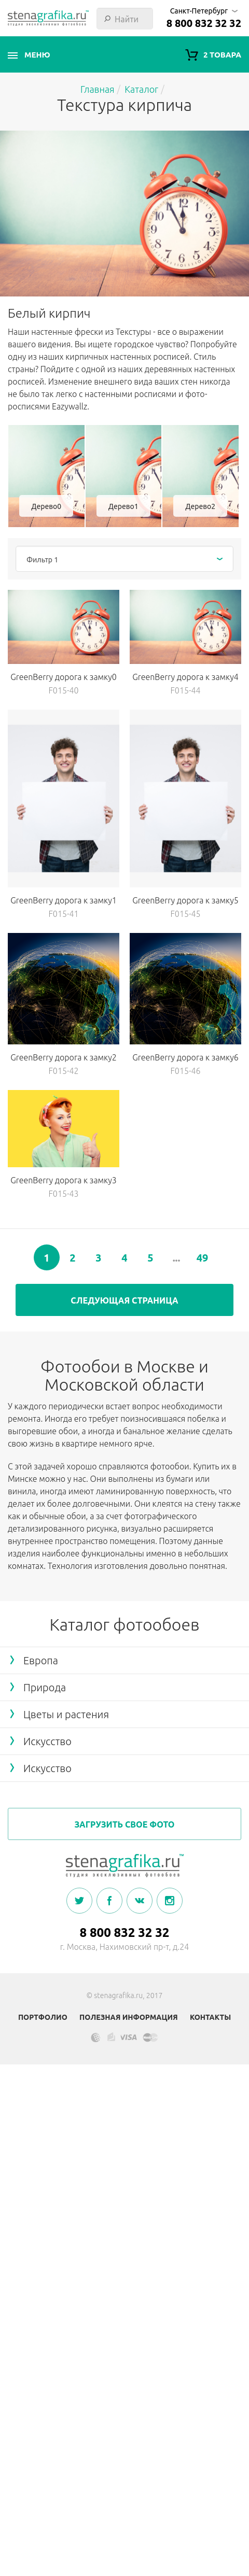 stenagrafika.ru™
студия эксклюзивных фотообоев
Найти
Санкт-Петербург
8 800 832 32 32
МЕНЮ
2 ТОВАРА
Главная / Каталог /
Текстура кирпича
Белый кирпич
Наши настенные фрески из Текстуры - все о выражении
вашего видения. Вы ищете городское чувство? Попробуйте
одну из наших кирпичных настенных росписей. Стиль
страны? Пойдите с одной из наших деревянных настенных
росписей. Изменение внешнего вида ваших стен никогда
не было так легко с настенными росписями и фото-
росписями Eazywallz.
Дерево0
Дерево1
Дерево2
Фильтр 1
GreenBerry дорога к замку0
F015-40
GreenBerry дорога к замку4
F015-44
GreenBerry дорога к замку1
F015-41
GreenBerry дорога к замку5
F015-45
GreenBerry дорога к замку2
F015-42
GreenBerry дорога к замку6
F015-46
GreenBerry дорога к замку3
F015-43
1 2 3 4 5 ... 49
СЛЕДУЮЩАЯ СТРАНИЦА
Фотообои в Москве и
Московской области
У каждого периодически встает вопрос необходимости
ремонта. Иногда его требует поизносившаяся побелка и
выгоревшие обои, а иногда и банальное желание сделать
свою жизнь в квартире немного ярче.
С этой задачей хорошо справляются фотообои. Купить их в
Минске можно у нас. Они выполнены из бумаги или
винила, иногда имеют ламинированную поверхность, что
делает их более долговечными. Они клеятся на стену также
как и обычные обои, а за счет фотографического
детализированного рисунка, визуально расширяется
внутреннее пространство помещения. Поэтому данные
изделия наиболее функциональны именно в небольших
комнатах. Технология изготовления довольно понятная.
Каталог фотообоев
Европа
Природа
Цветы и растения
Искусство
Искусство
ЗАГРУЗИТЬ СВОЕ ФОТО
stenagrafika.ru™
студия эксклюзивных фотообоев
8 800 832 32 32
г. Москва, Нахимовский пр-т, д.24
© stenagrafika.ru, 2017
ПОРТФОЛИО ПОЛЕЗНАЯ ИНФОРМАЦИЯ КОНТАКТЫ
VISA